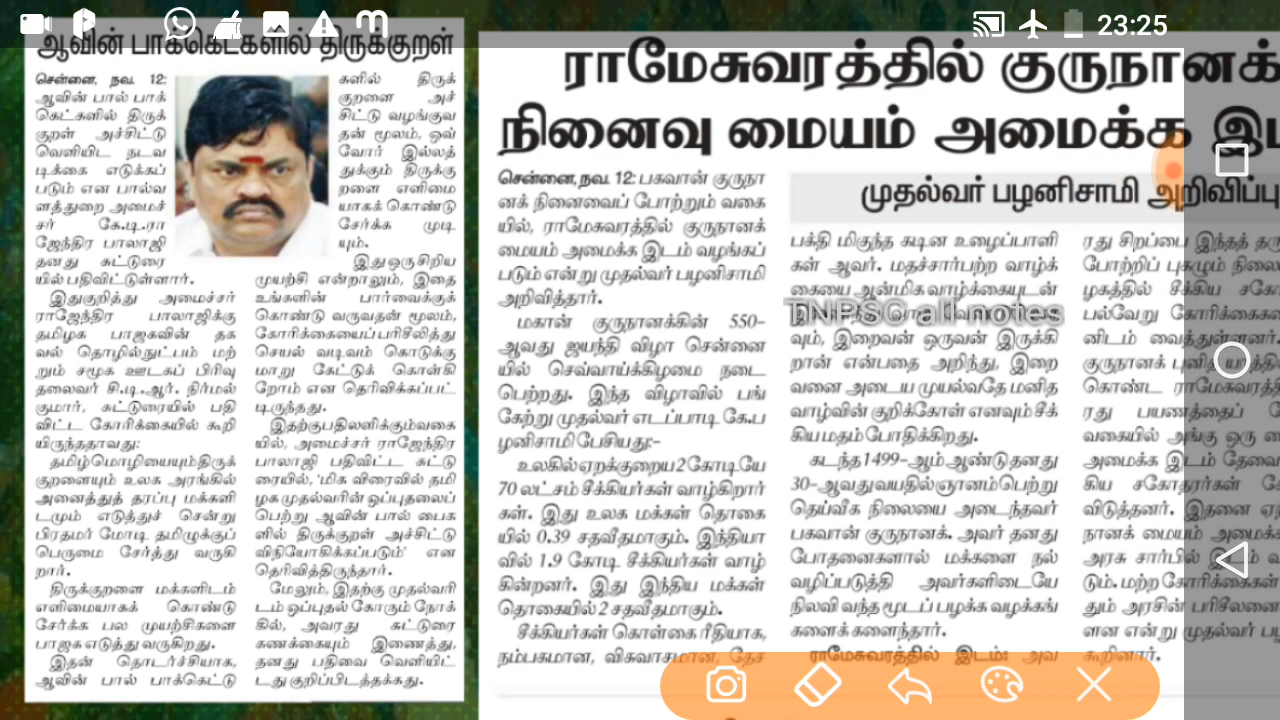 23:25
ஆவின் பாக்கெட்களில் திருக்குறள்
சென்னை, நவ. 12:
ஆவின் பால் பாக்
கெட்களில் திருக்
குறள் அச்சிட்டு
வெளியிட நடவ
டிக்கை எடுக்கப்
படும் என பால்வ
ளத்துறை அமைச்
சர் கே.டி.ரா
ஜேந்திர பாலாஜி
தனது சுட்டுரை
யில் பதிவிட்டுள்ளார்.
இதுகுறித்து அமைச்சர்
ராஜேந்திர பாலாஜிக்கு
தமிழக பாஜகவின் தக
வல் தொழில்நுட்பம் மற்
றும் சமூக ஊடகப் பிரிவு
தலைவர் சி.டி.ஆர். நிர்மல்
குமார், சுட்டுரையில் பதி
விட்ட கோரிக்கையில் கூறி
யிருந்ததாவது:
தமிழ்மொழியையும்திருக்
குறளையும் உலக அரங்கில்
அனைத்துத் தரப்பு மக்களி
டமும் எடுத்துச் சென்று
பிரதமர் மோடி தமிழுக்குப்
பெருமை சேர்த்து வருகி
றார்.
திருக்குறளை மக்களிடம்
எளிமையாகக் கொண்டு
சேர்க்க பல முயற்சிகளை
பாஜக எடுத்து வருகிறது.
இதன் தொடர்ச்சியாக,
ஆவின் பால் பாக்கெட்டு
களில் திருக்
குறளை அச்
சிட்டு வழங்குவ
தன் மூலம், ஒவ்
வோர் இல்லத்
துக்கும் திருக்கு
றளை எளிமை
யாகக் கொண்டு
சேர்க்க முடி
யும்.
இது ஒரு சிறிய
முயற்சி என்றாலும், இதை
உங்களின் பார்வைக்குக்
கொண்டு வருவதன் மூலம்,
கோரிக்கையைப் பரிசீலித்து
செயல் வடிவம் கொடுக்கு
மாறு கேட்டுக் கொள்கி
றோம் என தெரிவிக்கப்பட்
டிருந்தது.
இதற்குபதிலளிக்கும்வகை
யில், அமைச்சர் ராஜேந்திர
பாலாஜி பதிவிட்ட சுட்டு
ரையில், 'மிக விரைவில் தமி
ழக முதல்வரின் ஒப்புதலைப்
பெற்று ஆவின் பால் பைக
ளில் திருக்குறள் அச்சிட்டு
விநியோகிக்கப்படும்' என
தெரிவித்திருந்தார்.
மேலும், இதற்கு முதல்வரி
டம் ஒப்புதல் கோரும் நோக்
கில், அவரது சுட்டுரை
கணக்கையும் இணைத்து,
தனது பதிவை வெளியிட்
டது குறிப்பிடத்தக்கது.
ராமேசுவரத்தில் குருநானக்
நினைவு மையம் அமைக்க
முதல்வர் பழனிசாமி அறிவிப்பு
சென்னை, நவ. 12: பகவான் குருநா
னக் நினைவைப் போற்றும் வகை
யில், ராமேசுவரத்தில் குருநானக்
மையம் அமைக்க இடம் வழங்கப்
படும் என்று முதல்வர் பழனிசாமி
அறிவித்தார்.
மகான் குருநானக்கின் 550-
ஆவது ஜயந்தி விழா சென்னை
யில் செவ்வாய்க்கிழமை நடை
பெற்றது. இந்த விழாவில் பங்
கேற்று முதல்வர் எடப்பாடி கே.ப
ழனிசாமி பேசியது:-
உலகில் ஏறக்குறைய 2 கோடியே
70 லட்சம் சீக்கியர்கள் வாழ்கிறார்
கள். இது உலக மக்கள் தொகை
யில் 0.39 சதவீதமாகும். இந்தியா
வில் 1.9 கோடி சீக்கியர்கள் வாழ்
கின்றனர். இது இந்திய மக்கள்
தொகையில் 2 சதவீதமாகும்.
சீக்கியர்கள் கொள்கை ரீதியாக,
நம்பகமான, விசுவாசமான, தேச
பக்தி மிகுந்த கடின உழைப்பாளி
கள் ஆவர். மதச்சார்பற்ற வாழ்க்
கையை ஆன்மிக வாழ்க்கையுடன்
TNPSC all notes
வும், இறைவன் ஒருவன் இருக்கி
றான் என்பதை அறிந்து, இறை
வனை அடைய முயல்வதே மனித
வாழ்வின் குறிக்கோள் எனவும் சீக்
கிய மதம் போதிக்கிறது.
கடந்த 1499-ஆம் ஆண்டு தனது
30-ஆவது வயதில் ஞானம் பெற்று
தெய்வீக நிலையை அடைந்தவர்
பகவான் குருநானக். அவர் தனது
போதனைகளால் மக்களை நல்
வழிப்படுத்தி அவர்களிடையே
நிலவி வந்த மூடப் பழக்க வழக்கங்
களைக் களைந்தார்.
ராமேசுவரத்தில் இடம்: அவ
ரது சிறப்பை இந்தத்
போற்றிப் புகழும்
ழகத்தில் சீக்கிய
பல்வேறு
னிடம் வைத்துள்ளனர்.
குருநானக்
கொண்ட
ரது பயணத்தைப்
வகையில் அங்கு ஒரு
அமைக்க இடம்
கிய சகோதரர்கள்
விடுத்தனர். இதனை
நானக் மையம்
அரசு சார்பில்
டும். மற்ற கோரிக்கைகள்
தும் அரசின்
ளன என்று முதல்வர்
கூறினார்.